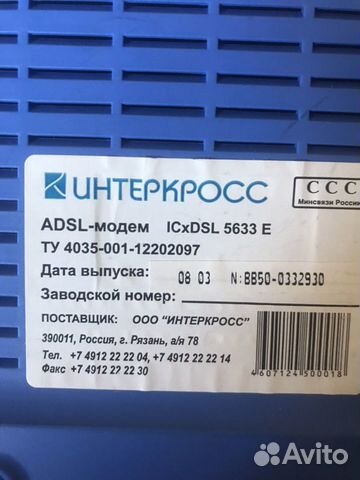 ИНТЕРКРОСС
ССС
Минсвязи России
ADSL-модем ICxDSL 5633 E
ТУ 4035-001-12202097
Дата выпуска: 08 03 N:BB50-0332930
Заводской номер:
ПОСТАВЩИК: ООО "ИНТЕРКРОСС"
390011, Россия, г. Рязань, а/я 78
Тел. +7 4912 22 22 04, +7 4912 22 22 14
Факс +7 4912 22 22 30
4607124500018
Avito